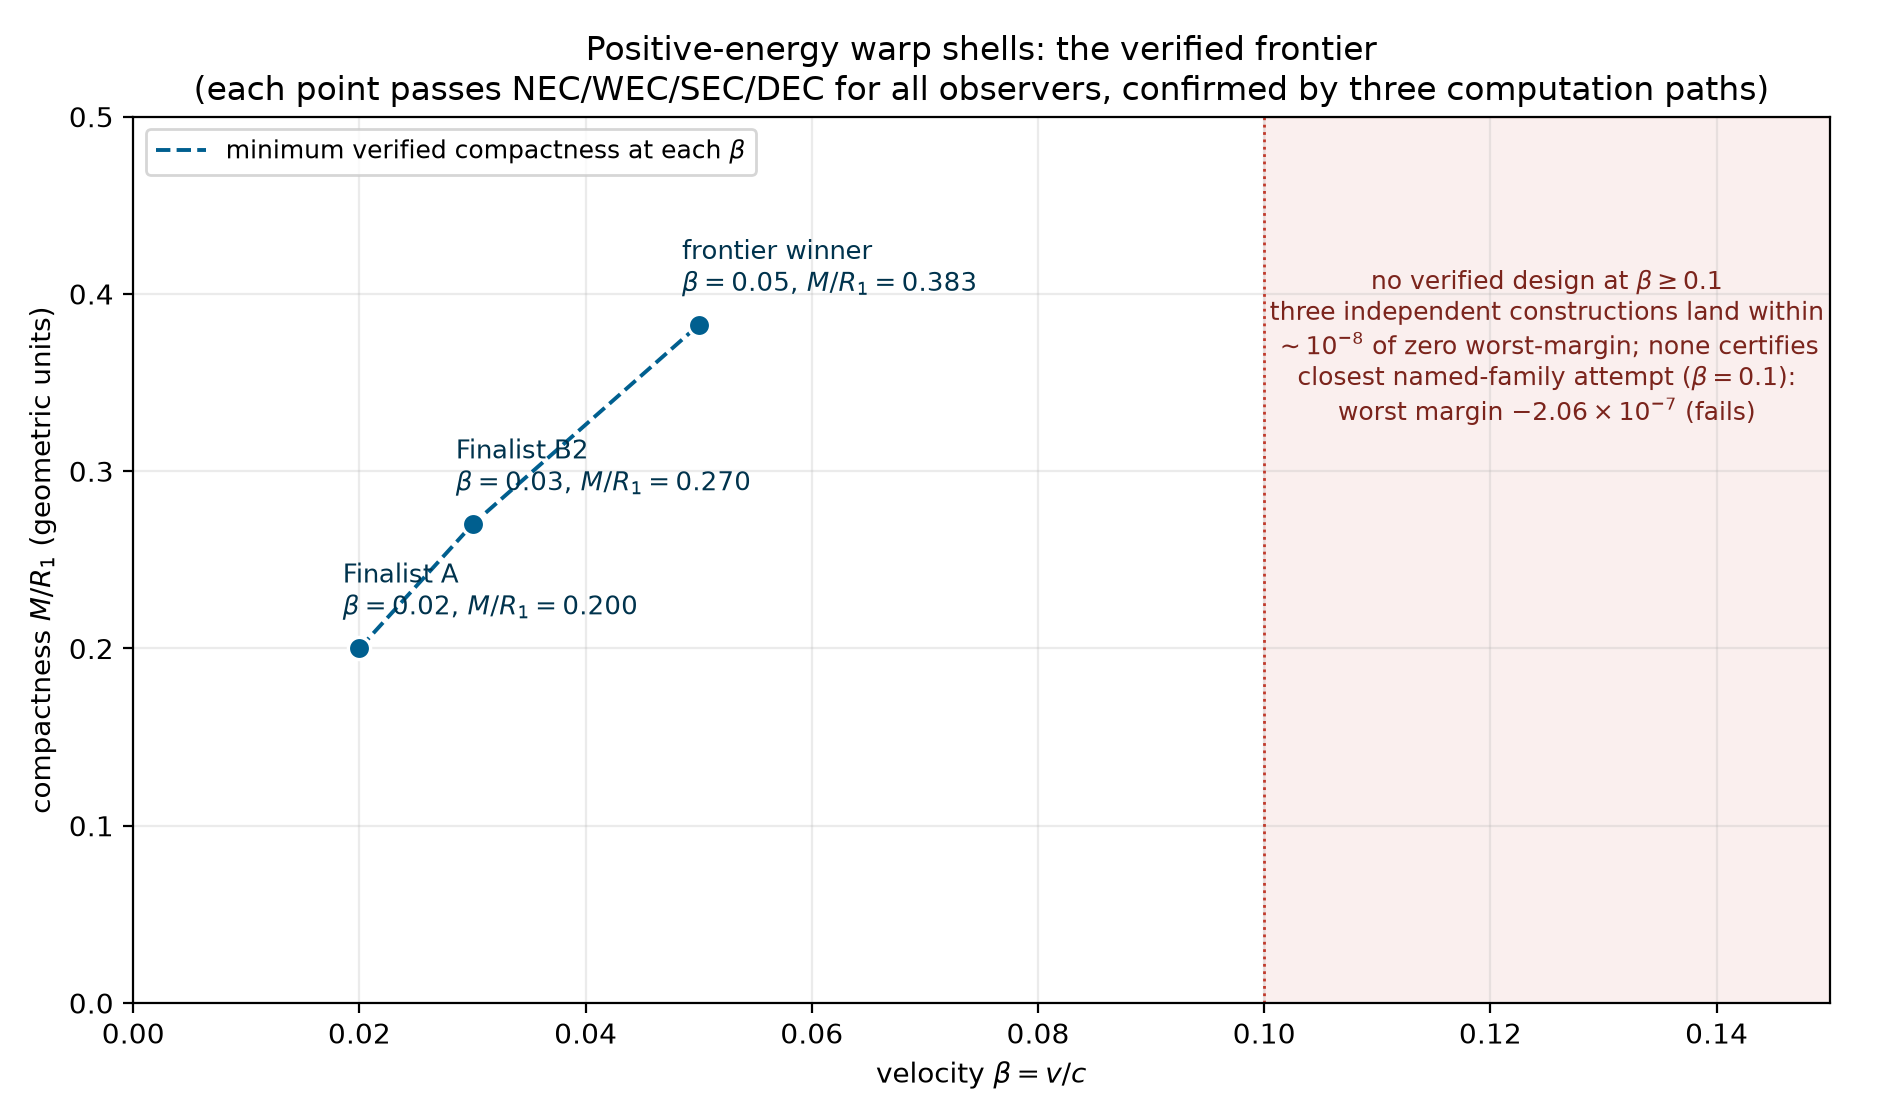 Positive-energy warp shells: the verified frontier
(each point passes NEC/WEC/SEC/DEC for all observers, confirmed by three computation paths)
0.5
0.4
0.3
0.2
0.1
0.0
compactness M/R₁ (geometric units)
minimum verified compactness at each β
frontier winner
β = 0.05, M/R₁ = 0.383
Finalist B2
β = 0.03, M/R₁ = 0.270
Finalist A
β = 0.02, M/R₁ = 0.200
no verified design at β ≥ 0.1
three independent constructions land within
~ 10⁻⁸ of zero worst-margin; none certifies
closest named-family attempt (β = 0.1):
worst margin −2.06 × 10⁻⁷ (fails)
0.00 0.02 0.04 0.06 0.08 0.10 0.12 0.14
velocity β = v/c